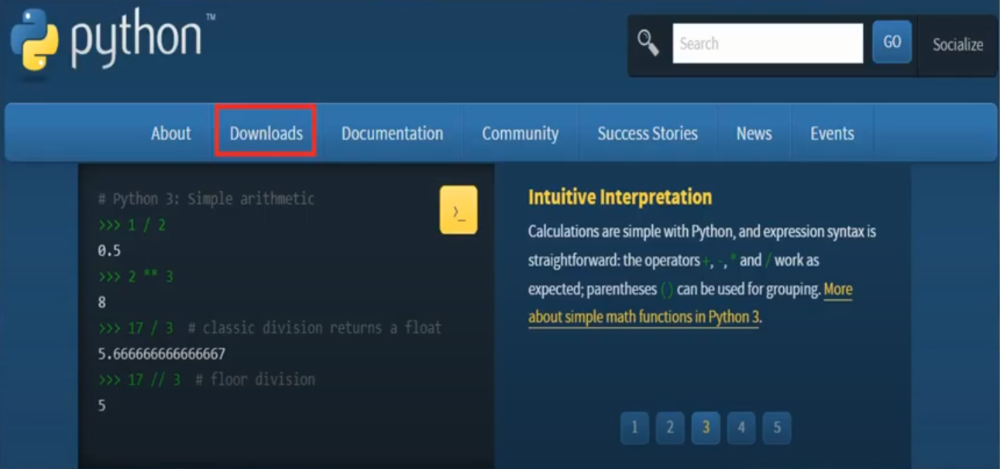 python™
Search
GO
Socialize
About
Downloads
Documentation
Community
Success Stories
News
Events
# Python 3: Simple arithmetic
>>> 1 / 2
0.5
>>> 2 ** 3
8
>>> 17 / 3 # classic division returns a float
5.666666666666667
>>> 17 // 3 # floor division
5
>_
Intuitive Interpretation
Calculations are simple with Python, and expression syntax is
straightforward: the operators +, -, * and / work as
expected; parentheses () can be used for grouping. More
about simple math functions in Python 3.
1 2 3 4 5